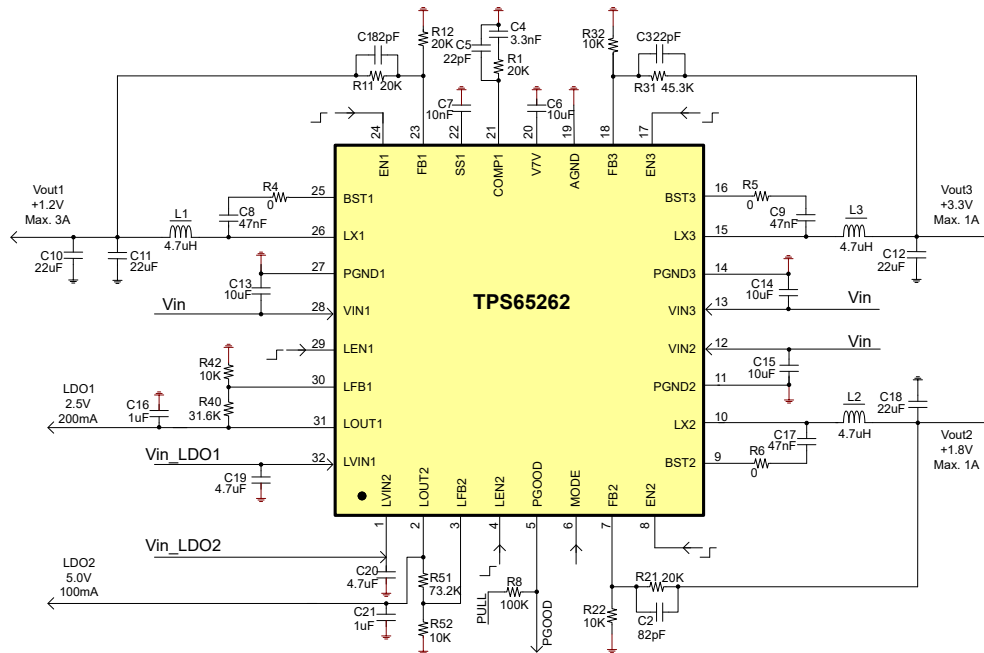 C182pF
R12
20K
C5
22pF
C4
3.3nF
R1
20K
R32
10K
C322pF
R11 20K
R31 45.3K
C7
10nF
C6
10uF
24
23
22
21
20
19
18
17
EN1
FB1
SS1
COMP1
V7V
AGND
FB3
EN3
Vout1
+1.2V
Max. 3A
R4
0
25
BST1
BST3
16
R5
0
Vout3
+3.3V
Max. 1A
L1
4.7uH
C8
47nF
26
LX1
LX3
15
C9
47nF
L3
4.7uH
C10
22uF
C11
22uF
C12
22uF
27
PGND1
PGND3
14
C13
10uF
C14
10uF
Vin
28
VIN1
TPS65262
VIN3
13
Vin
29
LEN1
VIN2
12
Vin
R42
10K
30
LFB1
PGND2
11
C15
10uF
LDO1
2.5V
200mA
C16
1uF
R40
31.6K
31
LOUT1
LX2
10
L2
4.7uH
C18
22uF
C17
47nF
Vout2
+1.8V
Max. 1A
Vin_LDO1
32
LVIN1
BST2
9
R6
0
C19
4.7uF
LVIN2
LOUT2
LFB2
LEN2
PGOOD
MODE
FB2
EN2
1
2
3
4
5
6
7
8
Vin_LDO2
LDO2
5.0V
100mA
C20
4.7uF
C21
1uF
R51
73.2K
R52
10K
R8
100K
PULL
PGOOD
R21 20K
R22
10K
C2
82pF